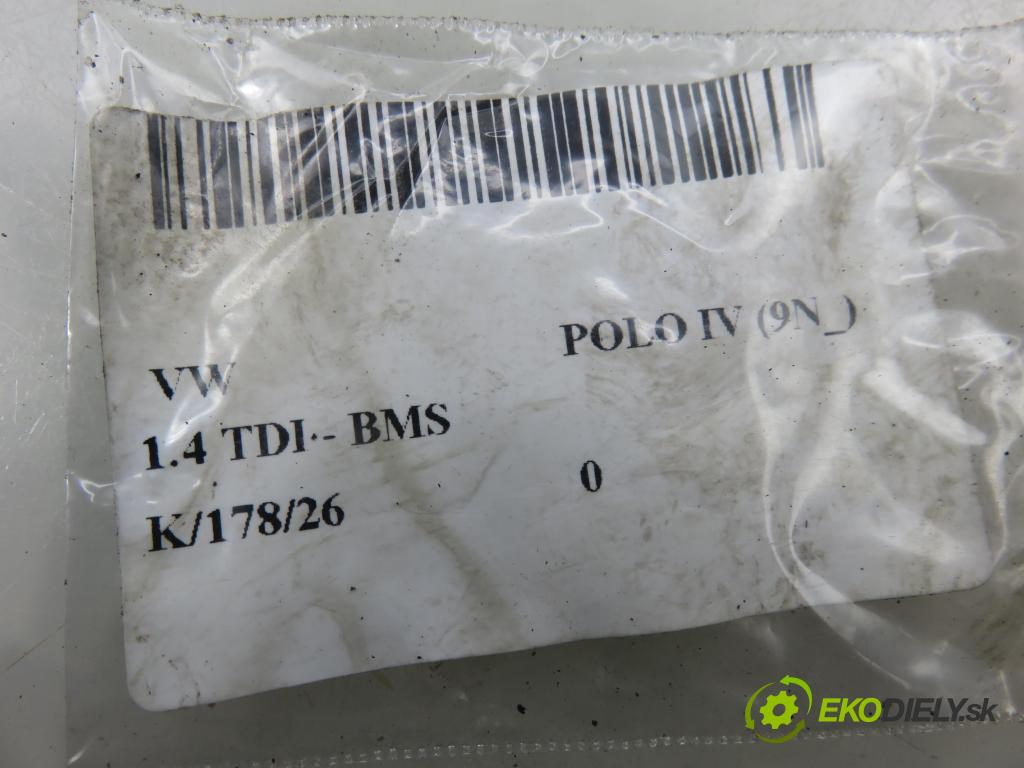 VW POLO IV (9N_)
1.4 TDI - BMS
K/178/26 0
EKODIELY.sk